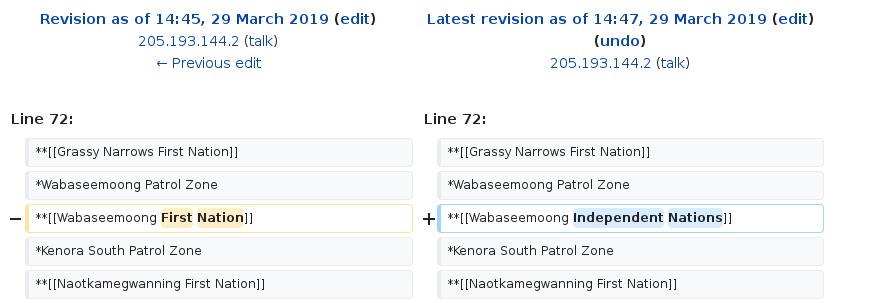 Revision as of 14:45, 29 March 2019 (edit)
205.193.144.2 (talk)
← Previous edit
Latest revision as of 14:47, 29 March 2019 (edit)
(undo)
205.193.144.2 (talk)
Line 72:
Line 72:
**[[Grassy Narrows First Nation]]
**[[Grassy Narrows First Nation]]
*Wabaseemoong Patrol Zone
*Wabaseemoong Patrol Zone
− **[[Wabaseemoong First Nation]]
+ **[[Wabaseemoong Independent Nations]]
*Kenora South Patrol Zone
*Kenora South Patrol Zone
**[[Naotkamegwanning First Nation]]
**[[Naotkamegwanning First Nation]]